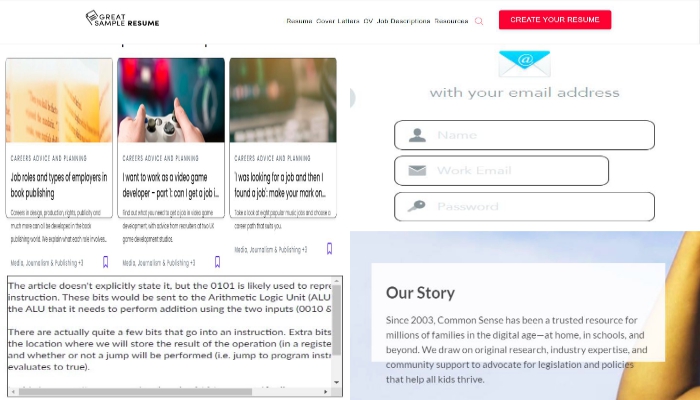 GREAT
SAMPLE RESUME
Resume Cover Letters CV Job Descriptions Resources
CREATE YOUR RESUME
CAREERS ADVICE AND PLANNING
Job roles and types of employers in
book publishing
Careers in design, production, rights, publicity and
much more can all be developed in the book
publishing world. We explain what each role involves.
Media, Journalism & Publishing +3
CAREERS ADVICE AND PLANNING
I want to work as a video game
developer – part 1: can I get a job i...
Find out what you need to get a job in video game
development, with advice from recruiters at two UK
game development studios.
Media, Journalism & Publishing +3
CAREERS ADVICE AND PLANNING
'I was looking for a job and then I
found a job': make your mark on...
Take a look at eight popular music jobs and choose a
career path that suits you.
Media, Journalism & Publishing +3
@
with your email address
Name
Work Email
Password
The article doesn't explicitly state it, but the 0101 is likely used to repre
instruction. These bits would be sent to the Arithmetic Logic Unit (ALU
the ALU that it needs to perform addition using the two inputs (0010 &
There are actually quite a few bits that go into an instruction. Extra bits
the location where we will store the result of the operation (in a registe
and whether or not a jump will be performed (i.e. jump to program instr
evaluates to true).
Our Story
Since 2003, Common Sense has been a trusted resource for
millions of families in the digital age—at home, in schools, and
beyond. We draw on original research, industry expertise, and
community support to advocate for legislation and policies
that help all kids thrive.